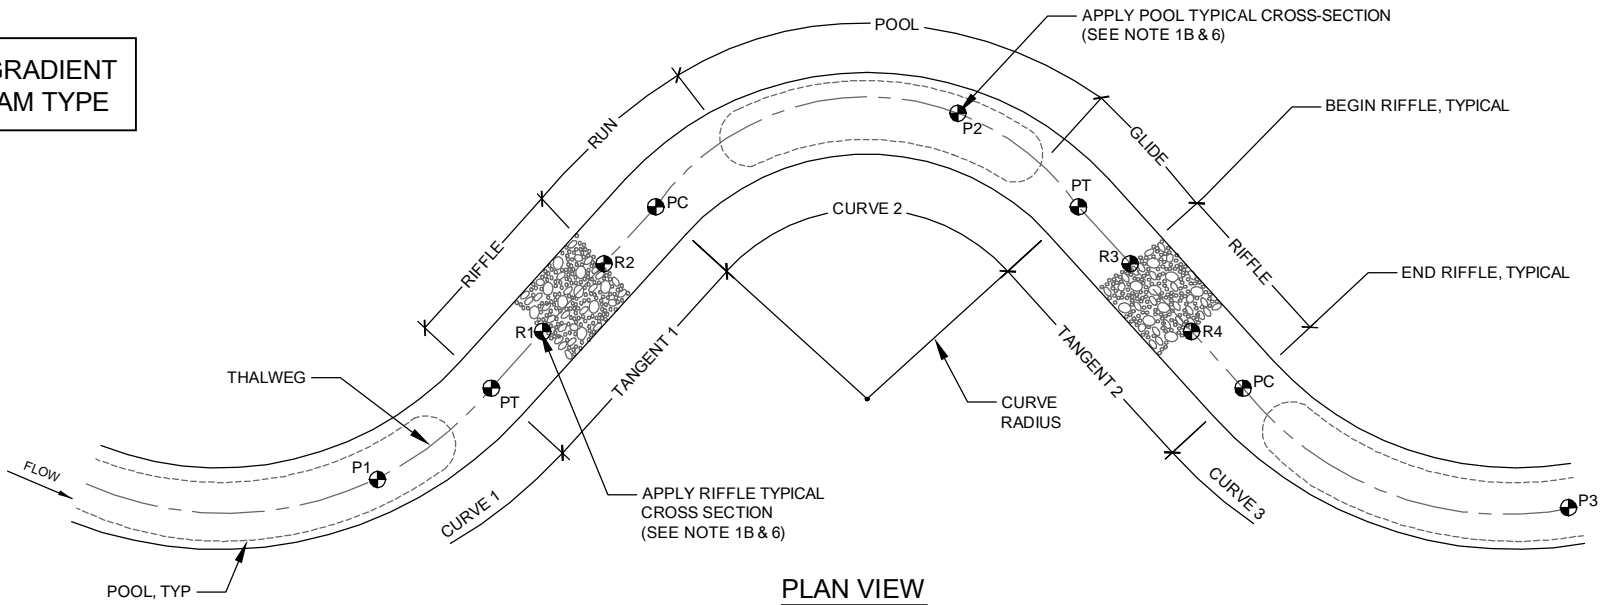 GRADIENT
AM TYPE
POOL
APPLY POOL TYPICAL CROSS-SECTION
(SEE NOTE 1B & 6)
RUN
P2
GLIDE
BEGIN RIFFLE, TYPICAL
PC
CURVE 2
PT
RIFFLE
R2
R3
RIFFLE
END RIFFLE, TYPICAL
R1
R4
TANGENT 1
TANGENT 2
THALWEG
PT
PC
CURVE
RADIUS
P1
FLOW
CURVE 1
APPLY RIFFLE TYPICAL
CROSS SECTION
(SEE NOTE 1B & 6)
CURVE 3
P3
POOL, TYP
PLAN VIEW